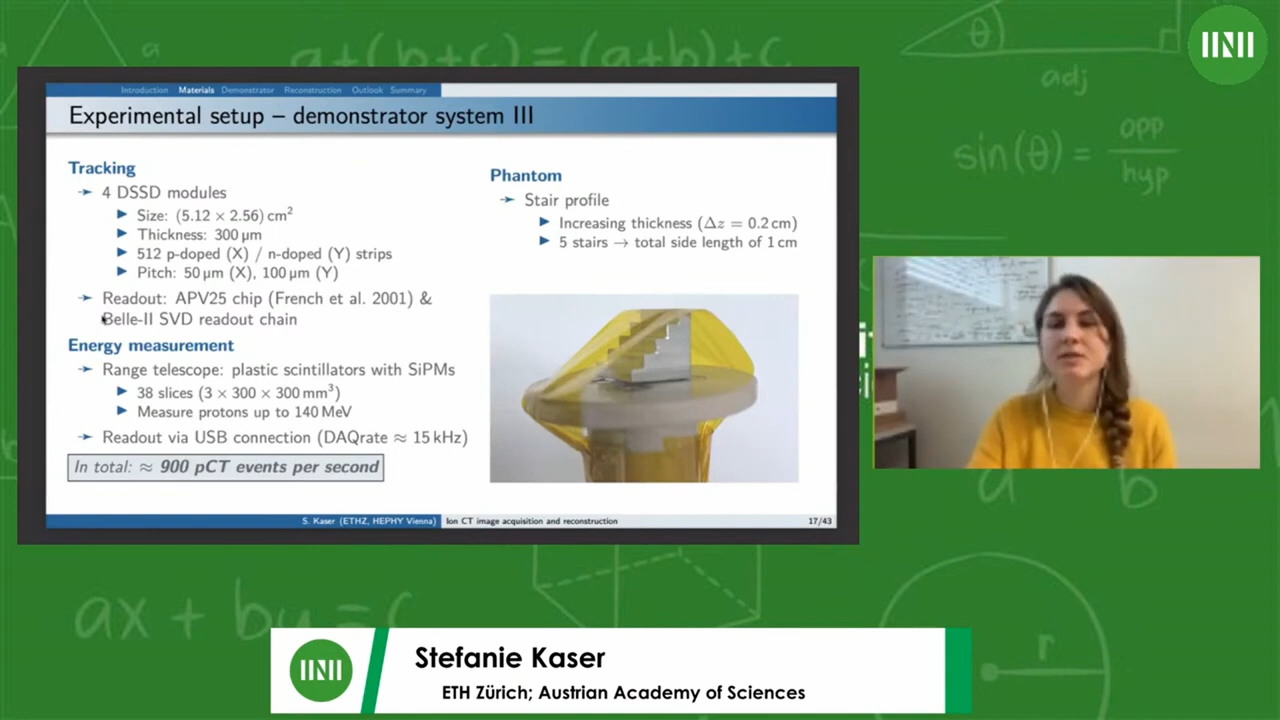 a+(b+c)=(a+b)+c
a
θ
adj
sin(θ) = opp
hyp
Introduction Materials Demonstrator Reconstruction Outlook Summary
Experimental setup – demonstrator system III
Tracking
4 DSSD modules
Size: (5.12 × 2.56) cm²
Thickness: 300 µm
512 p-doped (X) / n-doped (Y) strips
Pitch: 50 µm (X), 100 µm (Y)
Readout: APV25 chip (French et al. 2001) &
Belle-II SVD readout chain
Energy measurement
Range telescope: plastic scintillators with SiPMs
38 slices (3 × 300 × 300 mm³)
Measure protons up to 140 MeV
Readout via USB connection (DAQrate ≈ 15 kHz)
In total: ≈ 900 pCT events per second
Phantom
Stair profile
Increasing thickness (Δz = 0.2 cm)
5 stairs → total side length of 1 cm
S. Kaser (ETHZ, HEPHY Vienna) Ion CT image acquisition and reconstruction 17/43
a b
ax + by = c
r
Stefanie Kaser
ETH Zürich; Austrian Academy of Sciences